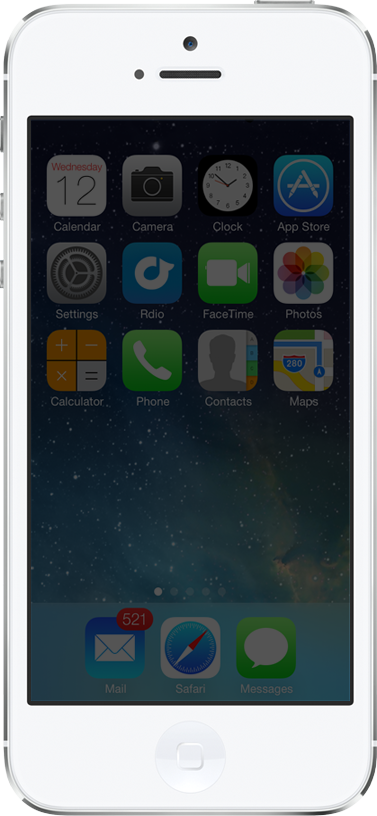 Wednesday
12
Calendar
Camera
Clock
App Store
Settings
Rdio
FaceTime
Photos
Calculator
280
Phone
Contacts
Maps
521
Mail
Safari
Messages